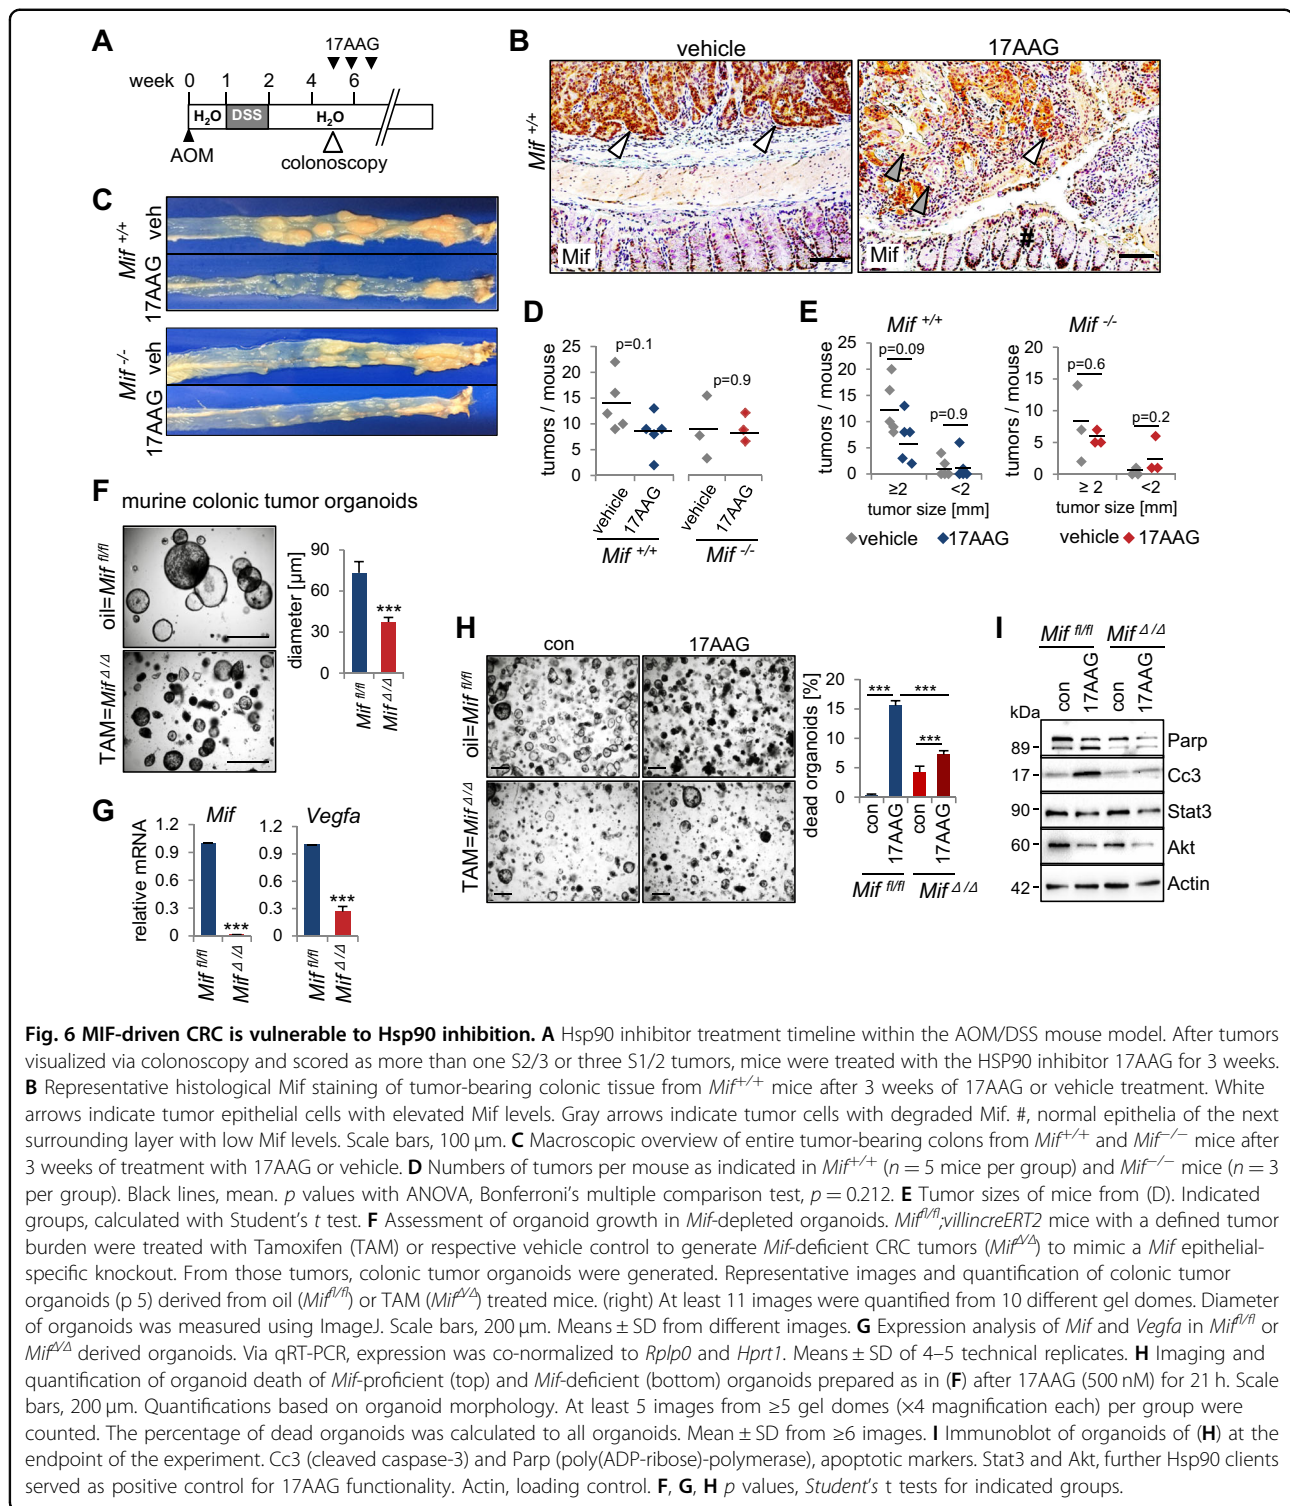 A
17AAG
week 0 1 2 4 6
H₂O DSS H₂O
AOM
colonoscopy
B
vehicle 17AAG
Mif +/+
Mif Mif
#
C
Mif +/+
veh
17AAG
Mif -/-
veh
17AAG
D
tumors / mouse
25
20
15
10
5
0
p=0.1
p=0.9
vehicle 17AAG vehicle 17AAG
Mif +/+ Mif -/-
E
Mif +/+ Mif -/-
tumors / mouse
25
20
15
10
5
0
p=0.09
p=0.9
≥2 <2
tumor size [mm]
vehicle 17AAG
tumors / mouse
20
15
10
5
0
p=0.6
p=0.2
≥ 2 <2
tumor size [mm]
vehicle 17AAG
F
murine colonic tumor organoids
oil=Mif fl/fl
TAM=Mif Δ/Δ
diameter [µm]
90
60
30
0
***
Mif fl/fl
Mif Δ/Δ
G
Mif Vegfa
relative mRNA
1.2
0.9
0.6
0.3
0
***
Mif fl/fl
Mif Δ/Δ
1.2
0.9
0.6
0.3
0
***
Mif fl/fl
Mif Δ/Δ
H
con 17AAG
oil=Mif fl/fl
TAM=Mif Δ/Δ
dead organoids [%]
20
15
10
5
0
*** ***
***
con 17AAG con 17AAG
Mif fl/fl Mif Δ/Δ
I
Mif fl/fl Mif Δ/Δ
con 17AAG con 17AAG
kDa
89 Parp
17 Cc3
90 Stat3
60 Akt
42 Actin
Fig. 6 MIF-driven CRC is vulnerable to Hsp90 inhibition. A Hsp90 inhibitor treatment timeline within the AOM/DSS mouse model. After tumors
visualized via colonoscopy and scored as more than one S2/3 or three S1/2 tumors, mice were treated with the HSP90 inhibitor 17AAG for 3 weeks.
B Representative histological Mif staining of tumor-bearing colonic tissue from Mif+/+ mice after 3 weeks of 17AAG or vehicle treatment. White
arrows indicate tumor epithelial cells with elevated Mif levels. Gray arrows indicate tumor cells with degraded Mif. #, normal epithelia of the next
surrounding layer with low Mif levels. Scale bars, 100 µm. C Macroscopic overview of entire tumor-bearing colons from Mif+/+ and Mif−/− mice after
3 weeks of treatment with 17AAG or vehicle. D Numbers of tumors per mouse as indicated in Mif+/+ (n = 5 mice per group) and Mif−/− mice (n = 3
per group). Black lines, mean. p values with ANOVA, Bonferroni's multiple comparison test, p = 0.212. E Tumor sizes of mice from (D). Indicated
groups, calculated with Student's t test. F Assessment of organoid growth in Mif-depleted organoids. Miffl/fl;villincreERT2 mice with a defined tumor
burden were treated with Tamoxifen (TAM) or respective vehicle control to generate Mif-deficient CRC tumors (MifΔ/Δ) to mimic a Mif epithelial-
specific knockout. From those tumors, colonic tumor organoids were generated. Representative images and quantification of colonic tumor
organoids (p 5) derived from oil (Miffl/fl) or TAM (MifΔ/Δ) treated mice. (right) At least 11 images were quantified from 10 different gel domes. Diameter
of organoids was measured using ImageJ. Scale bars, 200 µm. Means ± SD from different images. G Expression analysis of Mif and Vegfa in Miffl/fl or
MifΔ/Δ derived organoids. Via qRT-PCR, expression was co-normalized to Rplp0 and Hprt1. Means ± SD of 4–5 technical replicates. H Imaging and
quantification of organoid death of Mif-proficient (top) and Mif-deficient (bottom) organoids prepared as in (F) after 17AAG (500 nM) for 21 h. Scale
bars, 200 µm. Quantifications based on organoid morphology. At least 5 images from ≥5 gel domes (×4 magnification each) per group were
counted. The percentage of dead organoids was calculated to all organoids. Mean ± SD from ≥6 images. I Immunoblot of organoids of (H) at the
endpoint of the experiment. Cc3 (cleaved caspase-3) and Parp (poly(ADP-ribose)-polymerase), apoptotic markers. Stat3 and Akt, further Hsp90 clients
served as positive control for 17AAG functionality. Actin, loading control. F, G, H p values, Student's t tests for indicated groups.